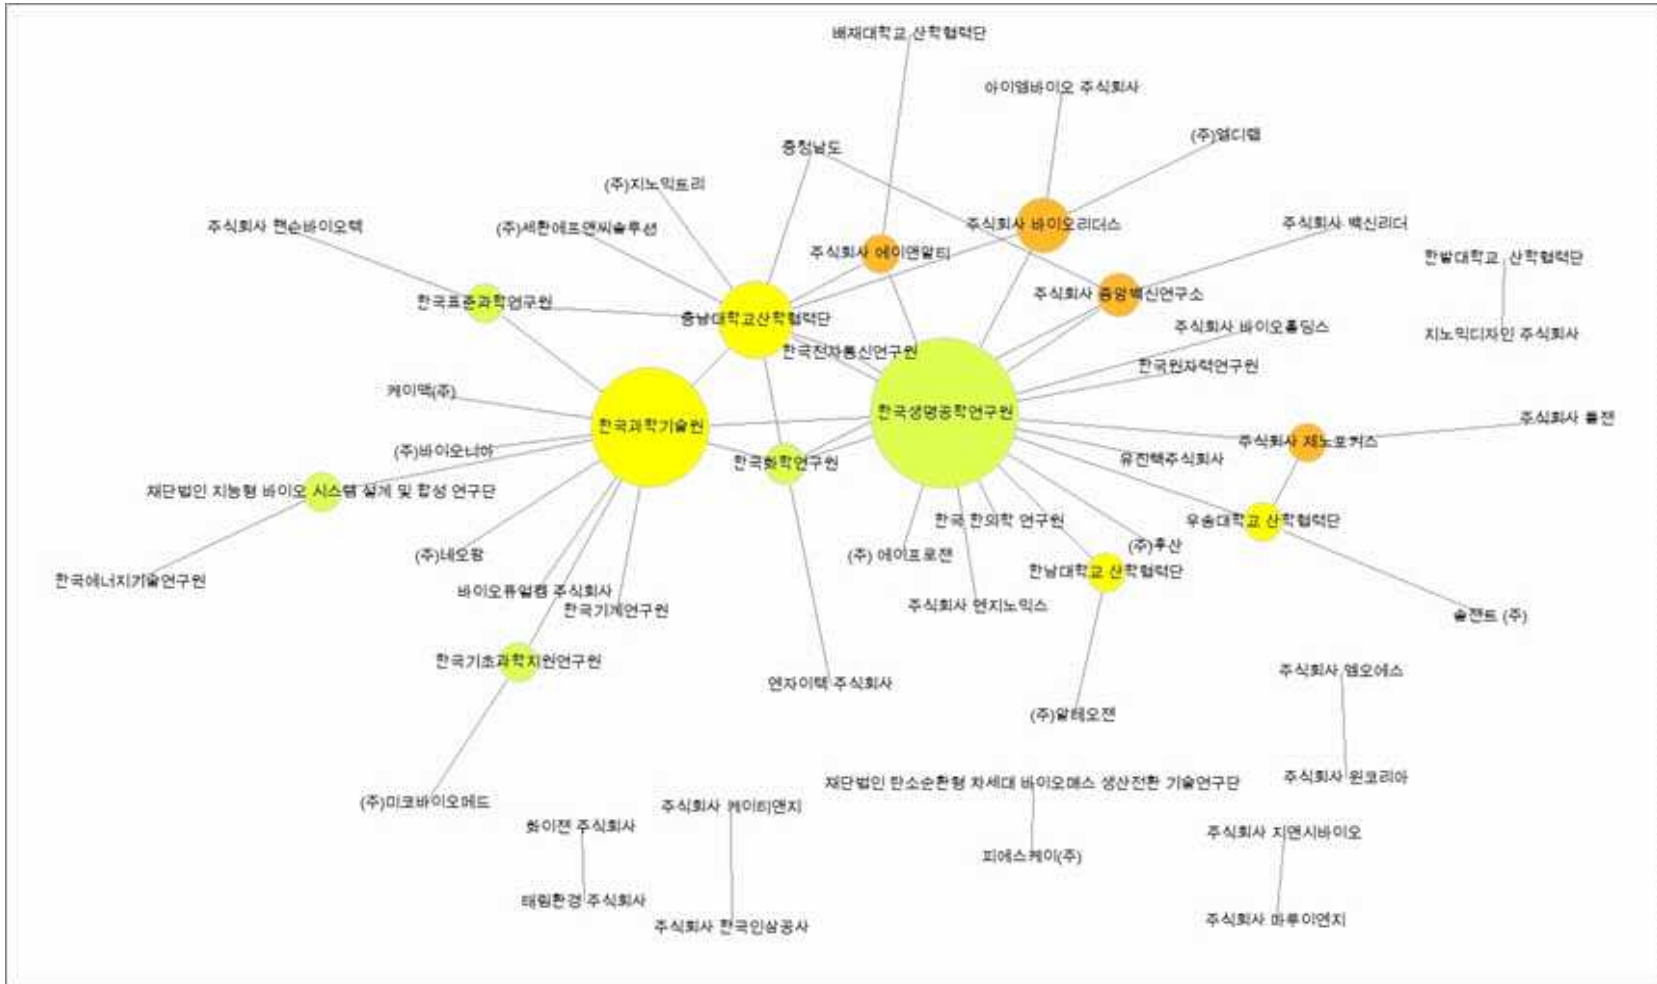 배재대학교 산학협력단
아이엠바이오 주식회사
(주)엘디랩
충청남도
(주)지노믹트리
주식회사 핸슨바이오텍
(주)세환에프앤씨솔루션
주식회사 바이오리더스
주식회사 백신리더
주식회사 에이앤알티
한밭대학교 산학협력단
한국표준과학연구원
주식회사 중앙백신연구소
충남대학교산학협력단
주식회사 바이오홀딩스
지노믹디자인 주식회사
한국전자통신연구원
한국원자력연구원
케이맥(주)
한국생명공학연구원
주식회사 툴젠
한국과학기술원
주식회사 제노포커스
(주)바이오니아
한국화학연구원
유진텍주식회사
재단법인 지능형 바이오 시스템 설계 및 합성 연구단
한국 한의학 연구원
우송대학교 산학협력단
(주)네오팜
(주) 에이프로젠
(주)후산
한국에너지기술연구원
한남대학교 산학협력단
바이오퓨얼켐 주식회사
한국기계연구원
주식회사 엔지노믹스
솔젠트 (주)
한국기초과학지원연구원
엔자이텍 주식회사
주식회사 엠오에스
(주)알테오젠
재단법인 탄소순환형 차세대 바이오매스 생산전환 기술연구단
주식회사 윈코리아
(주)미코바이오메드
주식회사 케이티앤지
화이젠 주식회사
주식회사 지앤시바이오
피에스케이(주)
태림환경 주식회사
주식회사 한국인삼공사
주식회사 마루이엔지